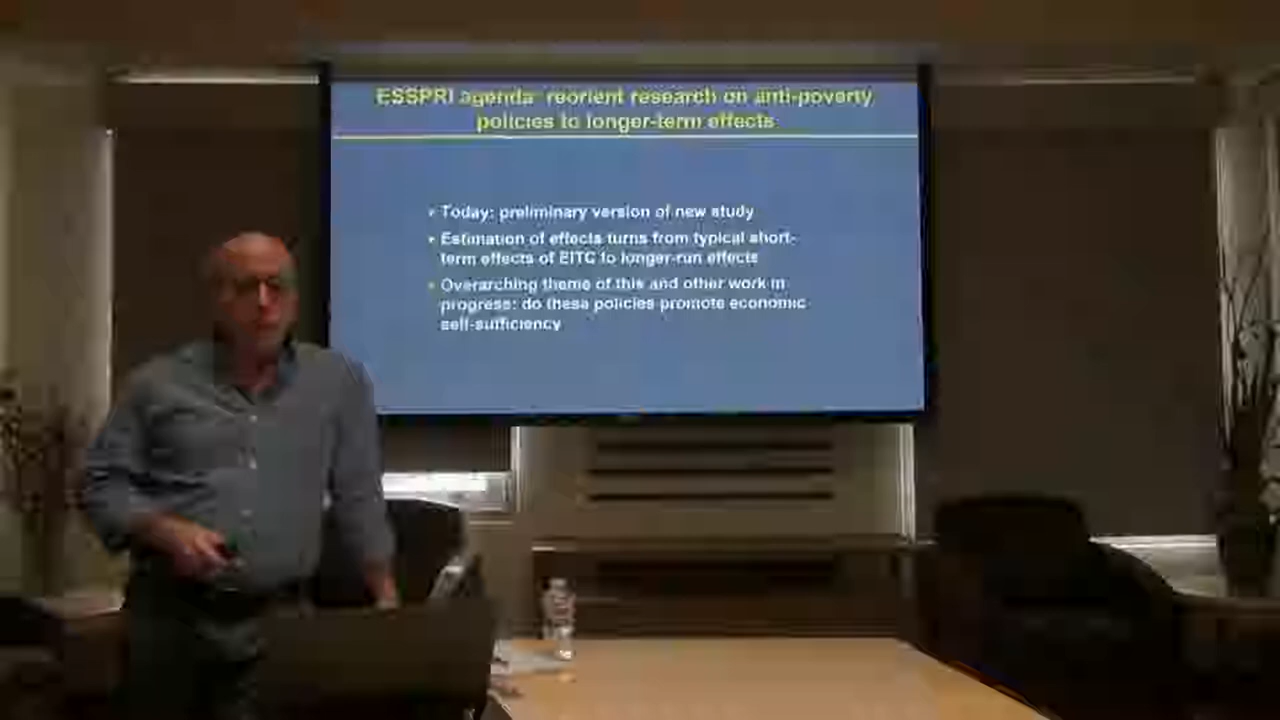 ESSPRI agenda: reorient research on anti-poverty
policies to longer-term effects
• Today: preliminary version of new study
• Estimation of effects turns from typical short-
term effects of EITC to longer-run effects
• Overarching theme of this and other work in
progress: do these policies promote economic
self-sufficiency